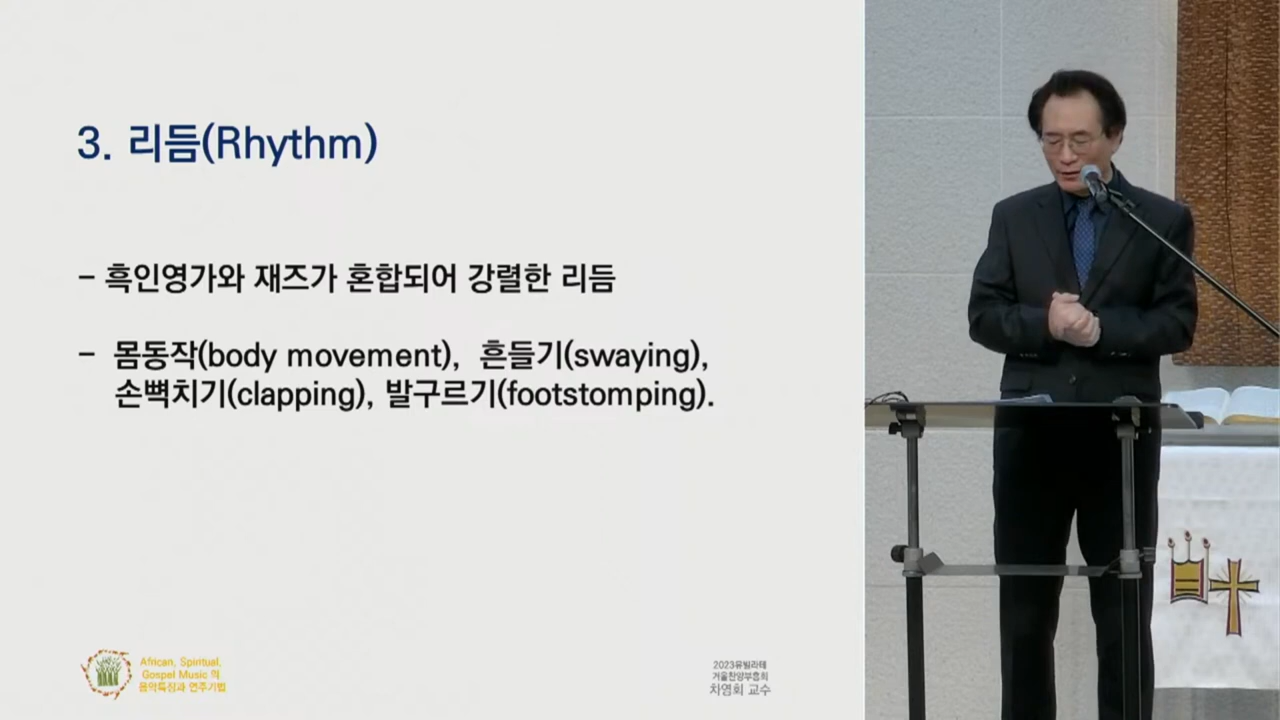 3. 리듬(Rhythm)
- 흑인영가와 재즈가 혼합되어 강렬한 리듬
- 몸동작(body movement), 흔들기(swaying),
손뼉치기(clapping), 발구르기(footstomping).
African, Spiritual,
Gospel Music 의
음악특징과 연주기법
2023유빌라테
겨울찬양부흥회
차영회 교수